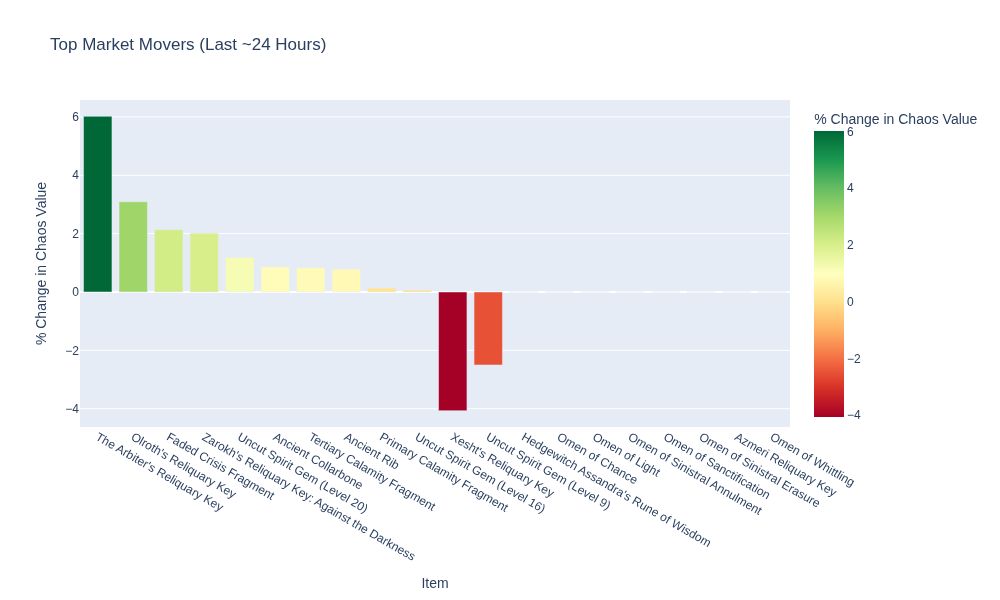 Top Market Movers (Last ~24 Hours)
% Change in Chaos Value
6
4
2
0
−2
−4
% Change in Chaos Value
6
4
2
0
−2
−4
The Arbiter's Reliquary Key
Olroth's Reliquary Key
Faded Crisis Fragment
Zarokh's Reliquary Key: Against the Darkness
Uncut Spirit Gem (Level 20)
Ancient Collarbone
Tertiary Calamity Fragment
Ancient Rib
Primary Calamity Fragment
Uncut Spirit Gem (Level 16)
Xesht's Reliquary Key
Uncut Spirit Gem (Level 9)
Hedgewitch Assandra's Rune of Wisdom
Omen of Chance
Omen of Light
Omen of Sinistral Annulment
Omen of Sanctification
Omen of Sinistral Erasure
Azmeri Reliquary Key
Omen of Whittling
Item